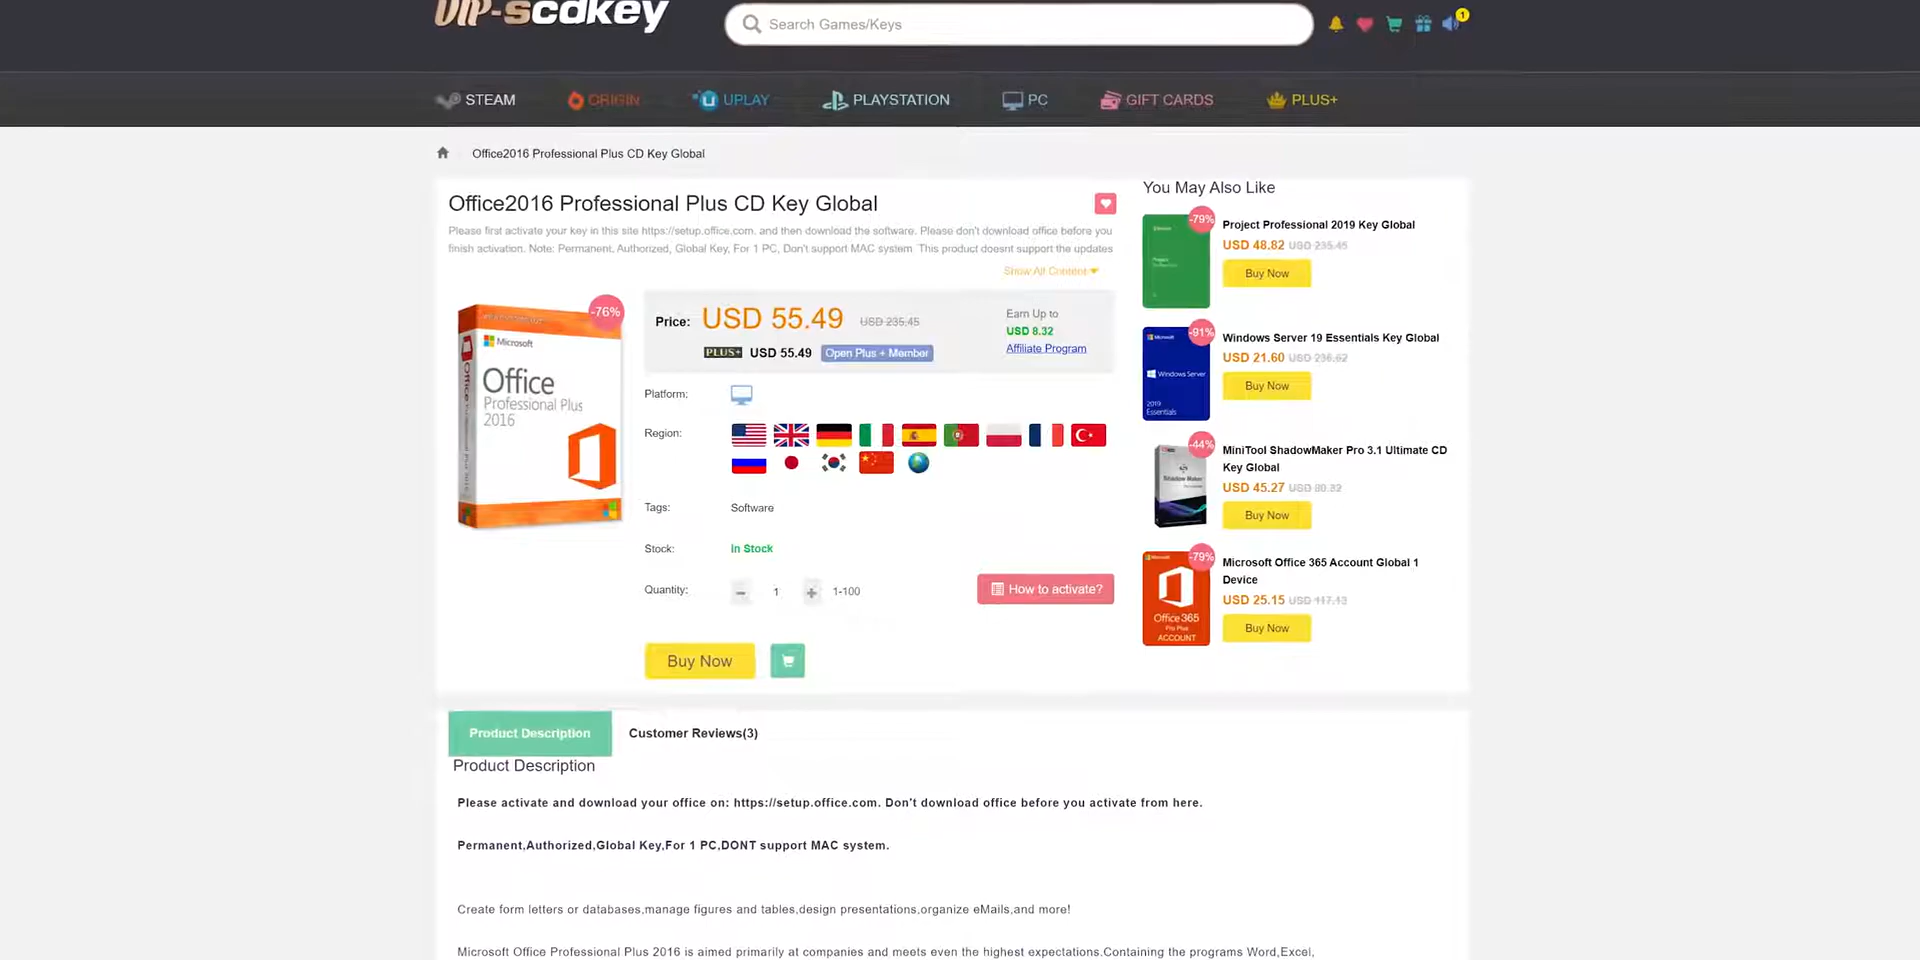 VIP-scdkey
Search Games/Keys
1
STEAM
ORIGIN
UPLAY
PLAYSTATION
PC
GIFT CARDS
PLUS+
Office2016 Professional Plus CD Key Global
Office2016 Professional Plus CD Key Global
Please first activate your key in this site https://setup.office.com. and then download the software. Please don't download office before you
finish activation. Note: Permanent, Authorized, Global Key, For 1 PC, Don't support MAC system. This product doesnt support the updates
Show All Content
-76%
Microsoft
Office
Professional Plus
2016
Price: USD 55.49 USD 235.45
PLUS+ USD 55.49 Open Plus + Member
Earn Up to
USD 8.32
Affiliate Program
Platform:
Region:
Tags: Software
Stock: In Stock
Quantity: - 1 + 1-100
How to activate?
Buy Now
You May Also Like
-79%
Project Professional 2019 Key Global
USD 48.82 USD 235.45
Buy Now
-91%
Microsoft
Windows Server
2019
Essentials
Windows Server 19 Essentials Key Global
USD 21.60 USD 236.62
Buy Now
-44%
MiniTool ShadowMaker Pro 3.1 Ultimate CD
Key Global
USD 45.27 USD 80.32
Buy Now
-79%
Microsoft
Office 365
Pro Plus
ACCOUNT
Microsoft Office 365 Account Global 1
Device
USD 25.15 USD 117.13
Buy Now
Product Description
Customer Reviews(3)
Product Description
Please activate and download your office on: https://setup.office.com. Don't download office before you activate from here.
Permanent,Authorized,Global Key,For 1 PC,DONT support MAC system.
Create form letters or databases,manage figures and tables,design presentations,organize eMails,and more!
Microsoft Office Professional Plus 2016 is aimed primarily at companies and meets even the highest expectations.Containing the programs Word,Excel,